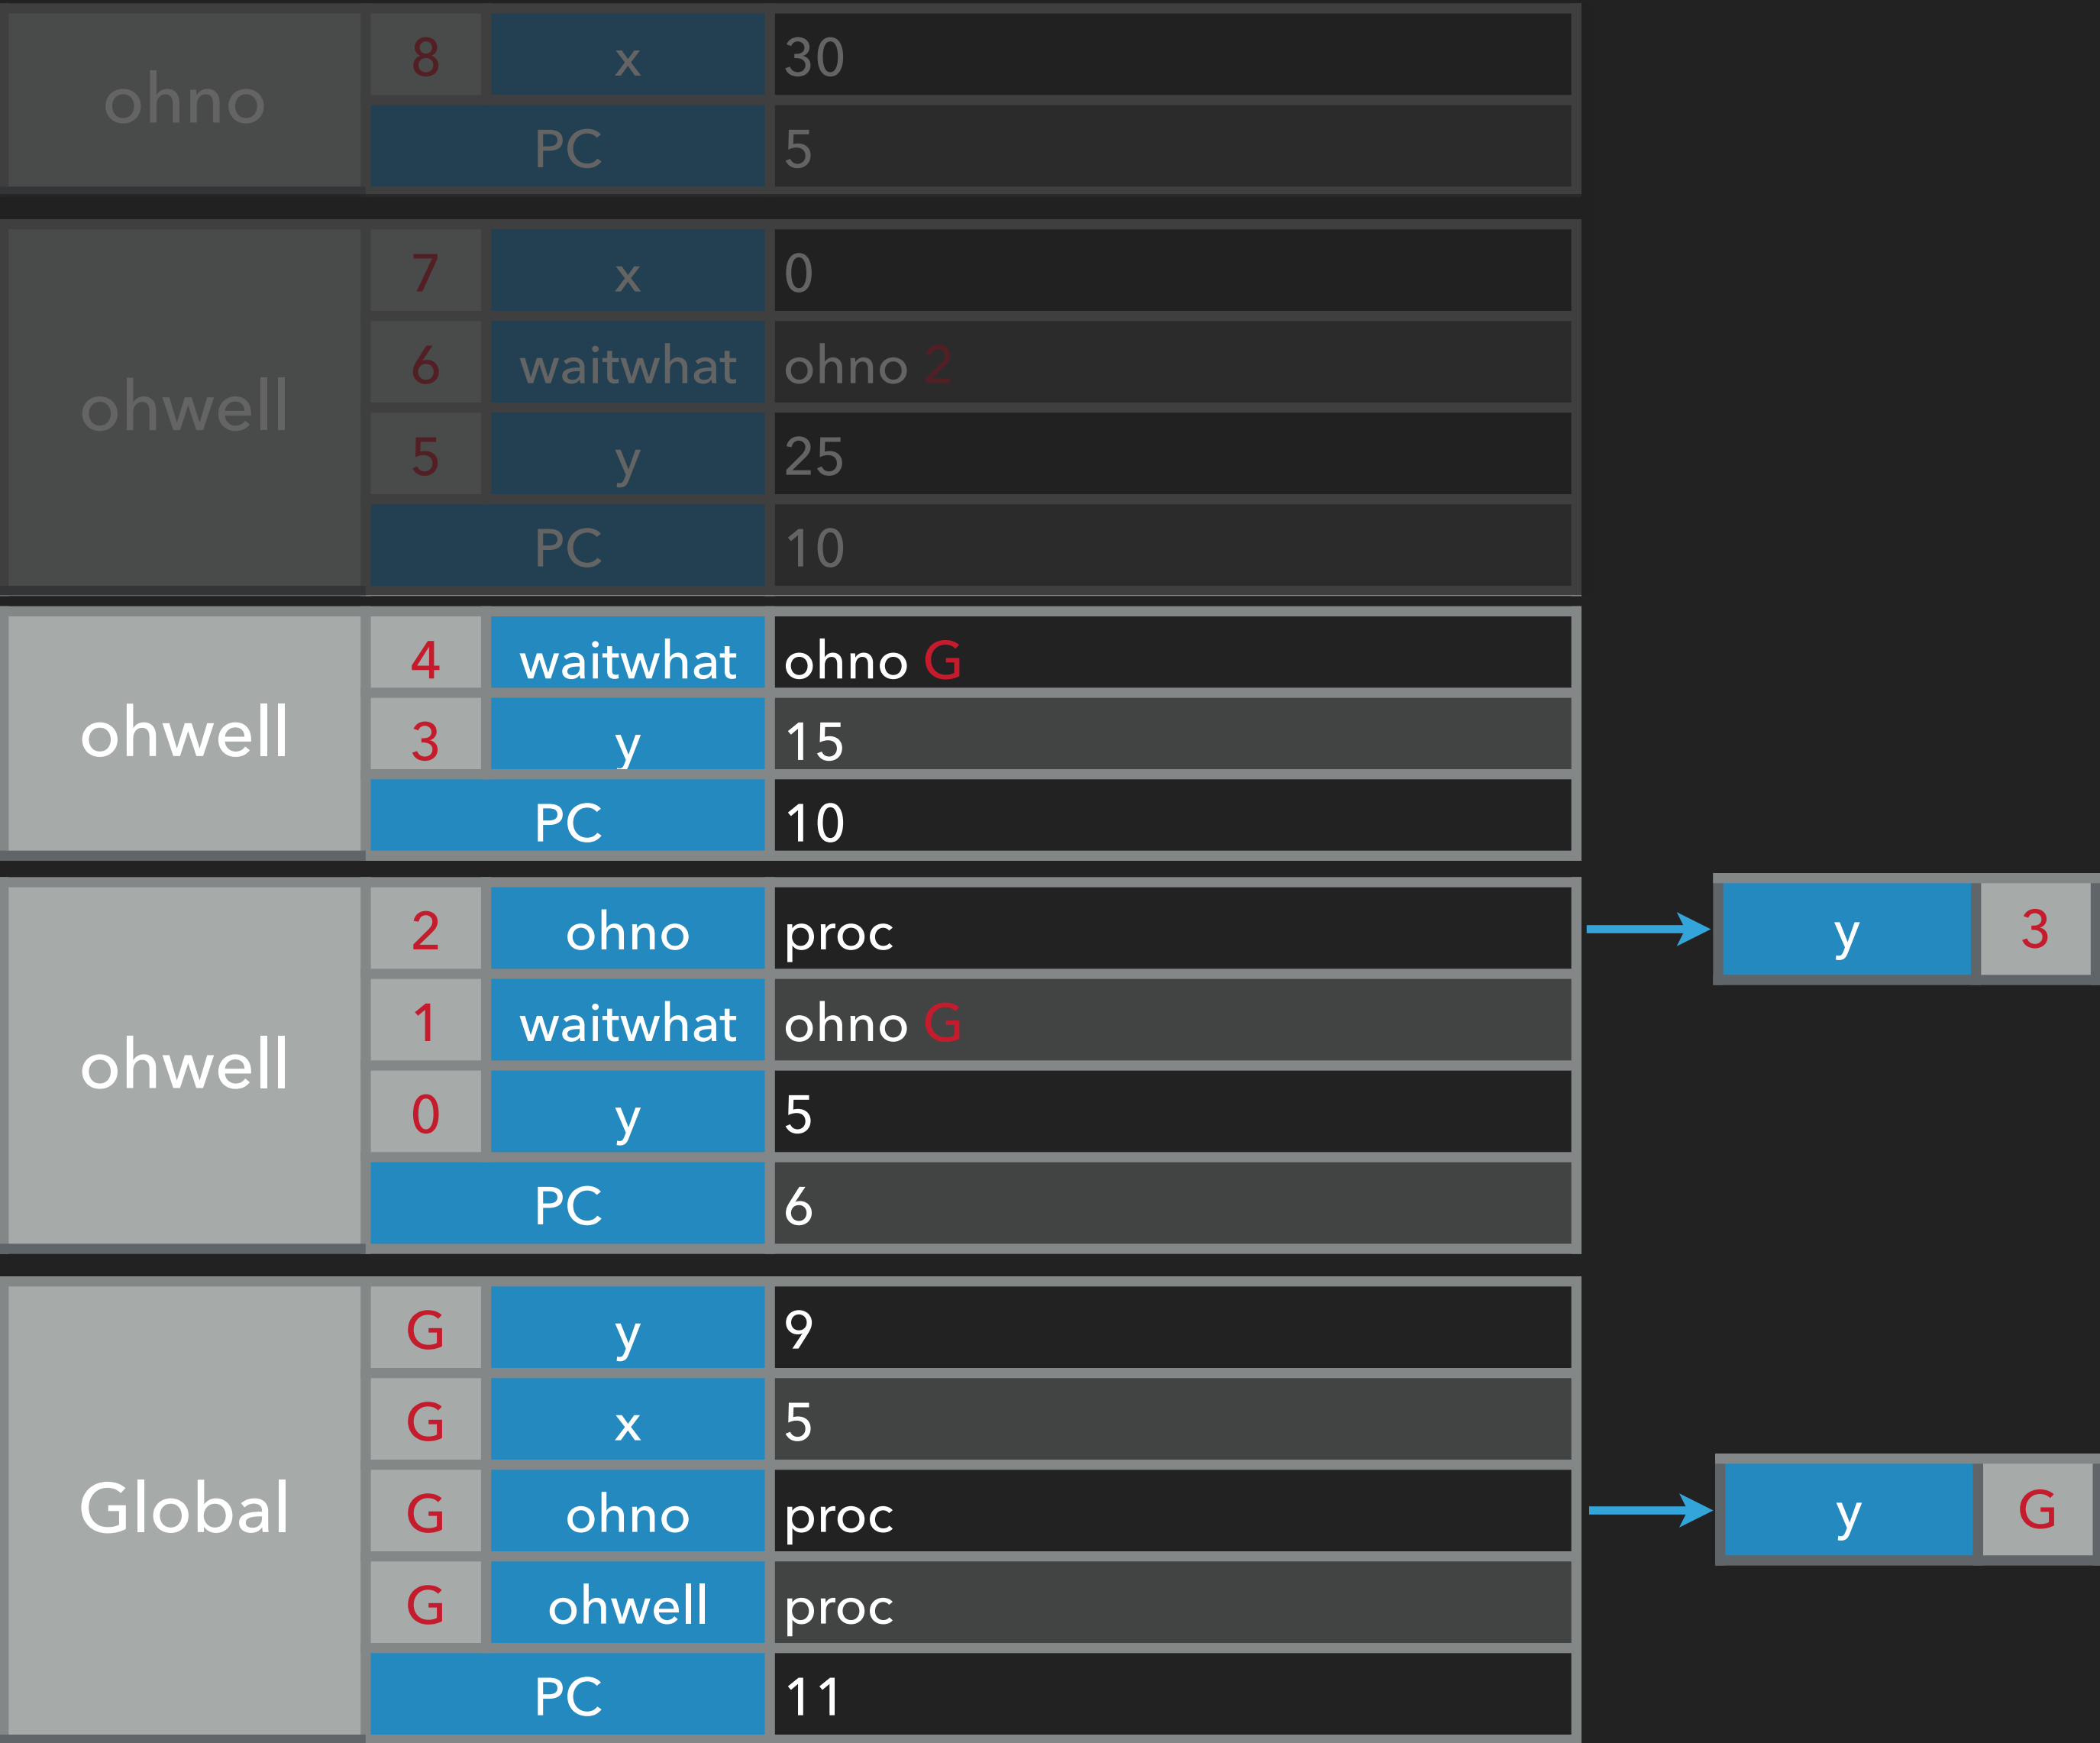 8 x 30
ohno
PC 5
7 x 0
6 waitwhat ohno 2
ohwell
5 y 25
PC 10
4 waitwhat ohno G
ohwell
3 y 15
PC 10
2 ohno proc
y 3
1 waitwhat ohno G
ohwell
0 y 5
PC 6
G y 9
G x 5
Global
G ohno proc
y G
G ohwell proc
PC 11